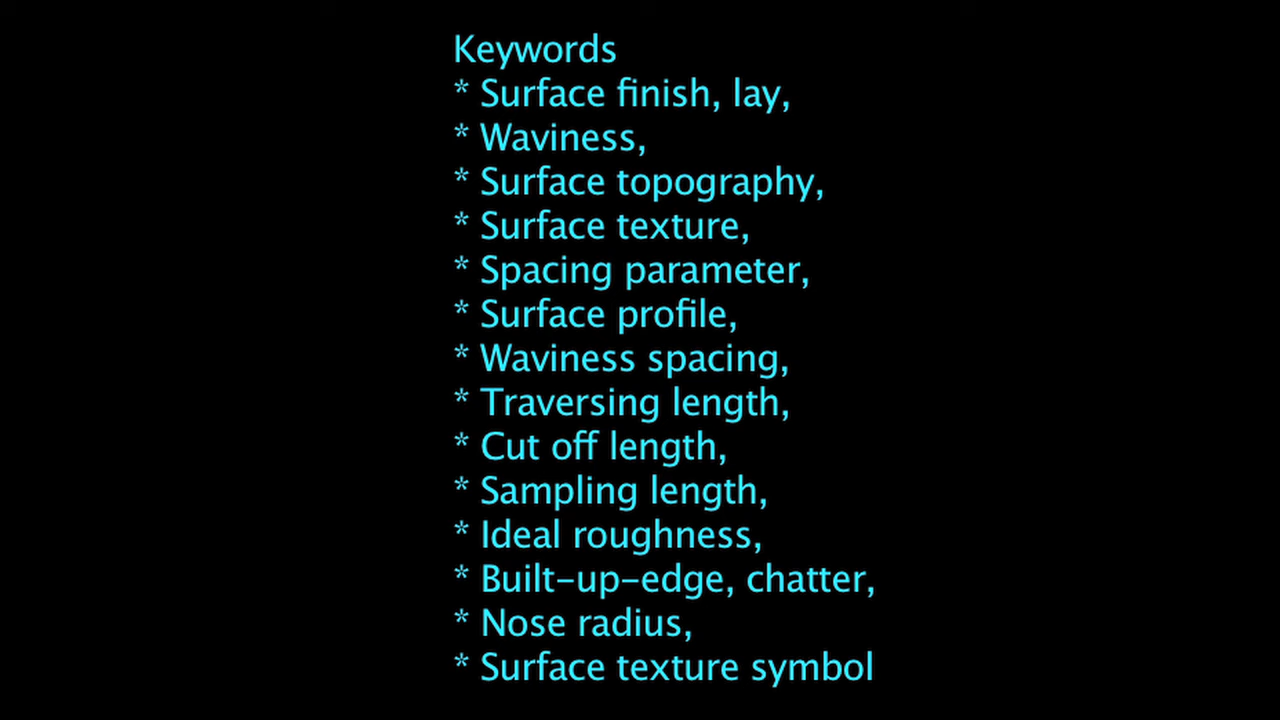 Keywords
* Surface finish, lay,
* Waviness,
* Surface topography,
* Surface texture,
* Spacing parameter,
* Surface profile,
* Waviness spacing,
* Traversing length,
* Cut off length,
* Sampling length,
* Ideal roughness,
* Built-up-edge, chatter,
* Nose radius,
* Surface texture symbol